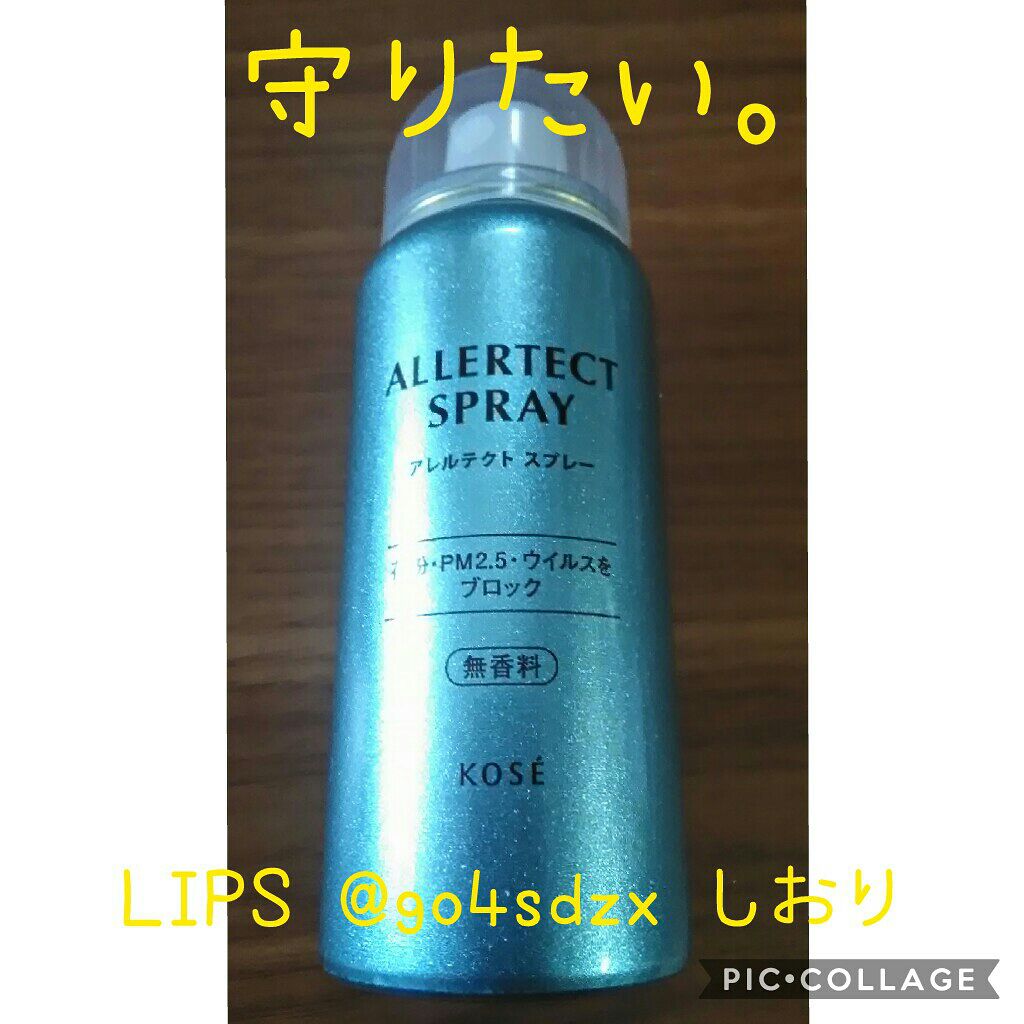 守りたい。
ALLERTECT
SPRAY
アレルテクト スプレー
分・PM2.5・ウイルスを
ブロック
無香料
KOSÉ
LIPS @go4sdzx しおり
PIC•COLLAGE